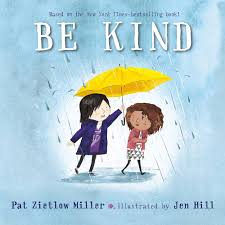 Based on the New York Times-bestselling book!
BE KIND
Pat Zietlow Miller illustrated by Jen Hill